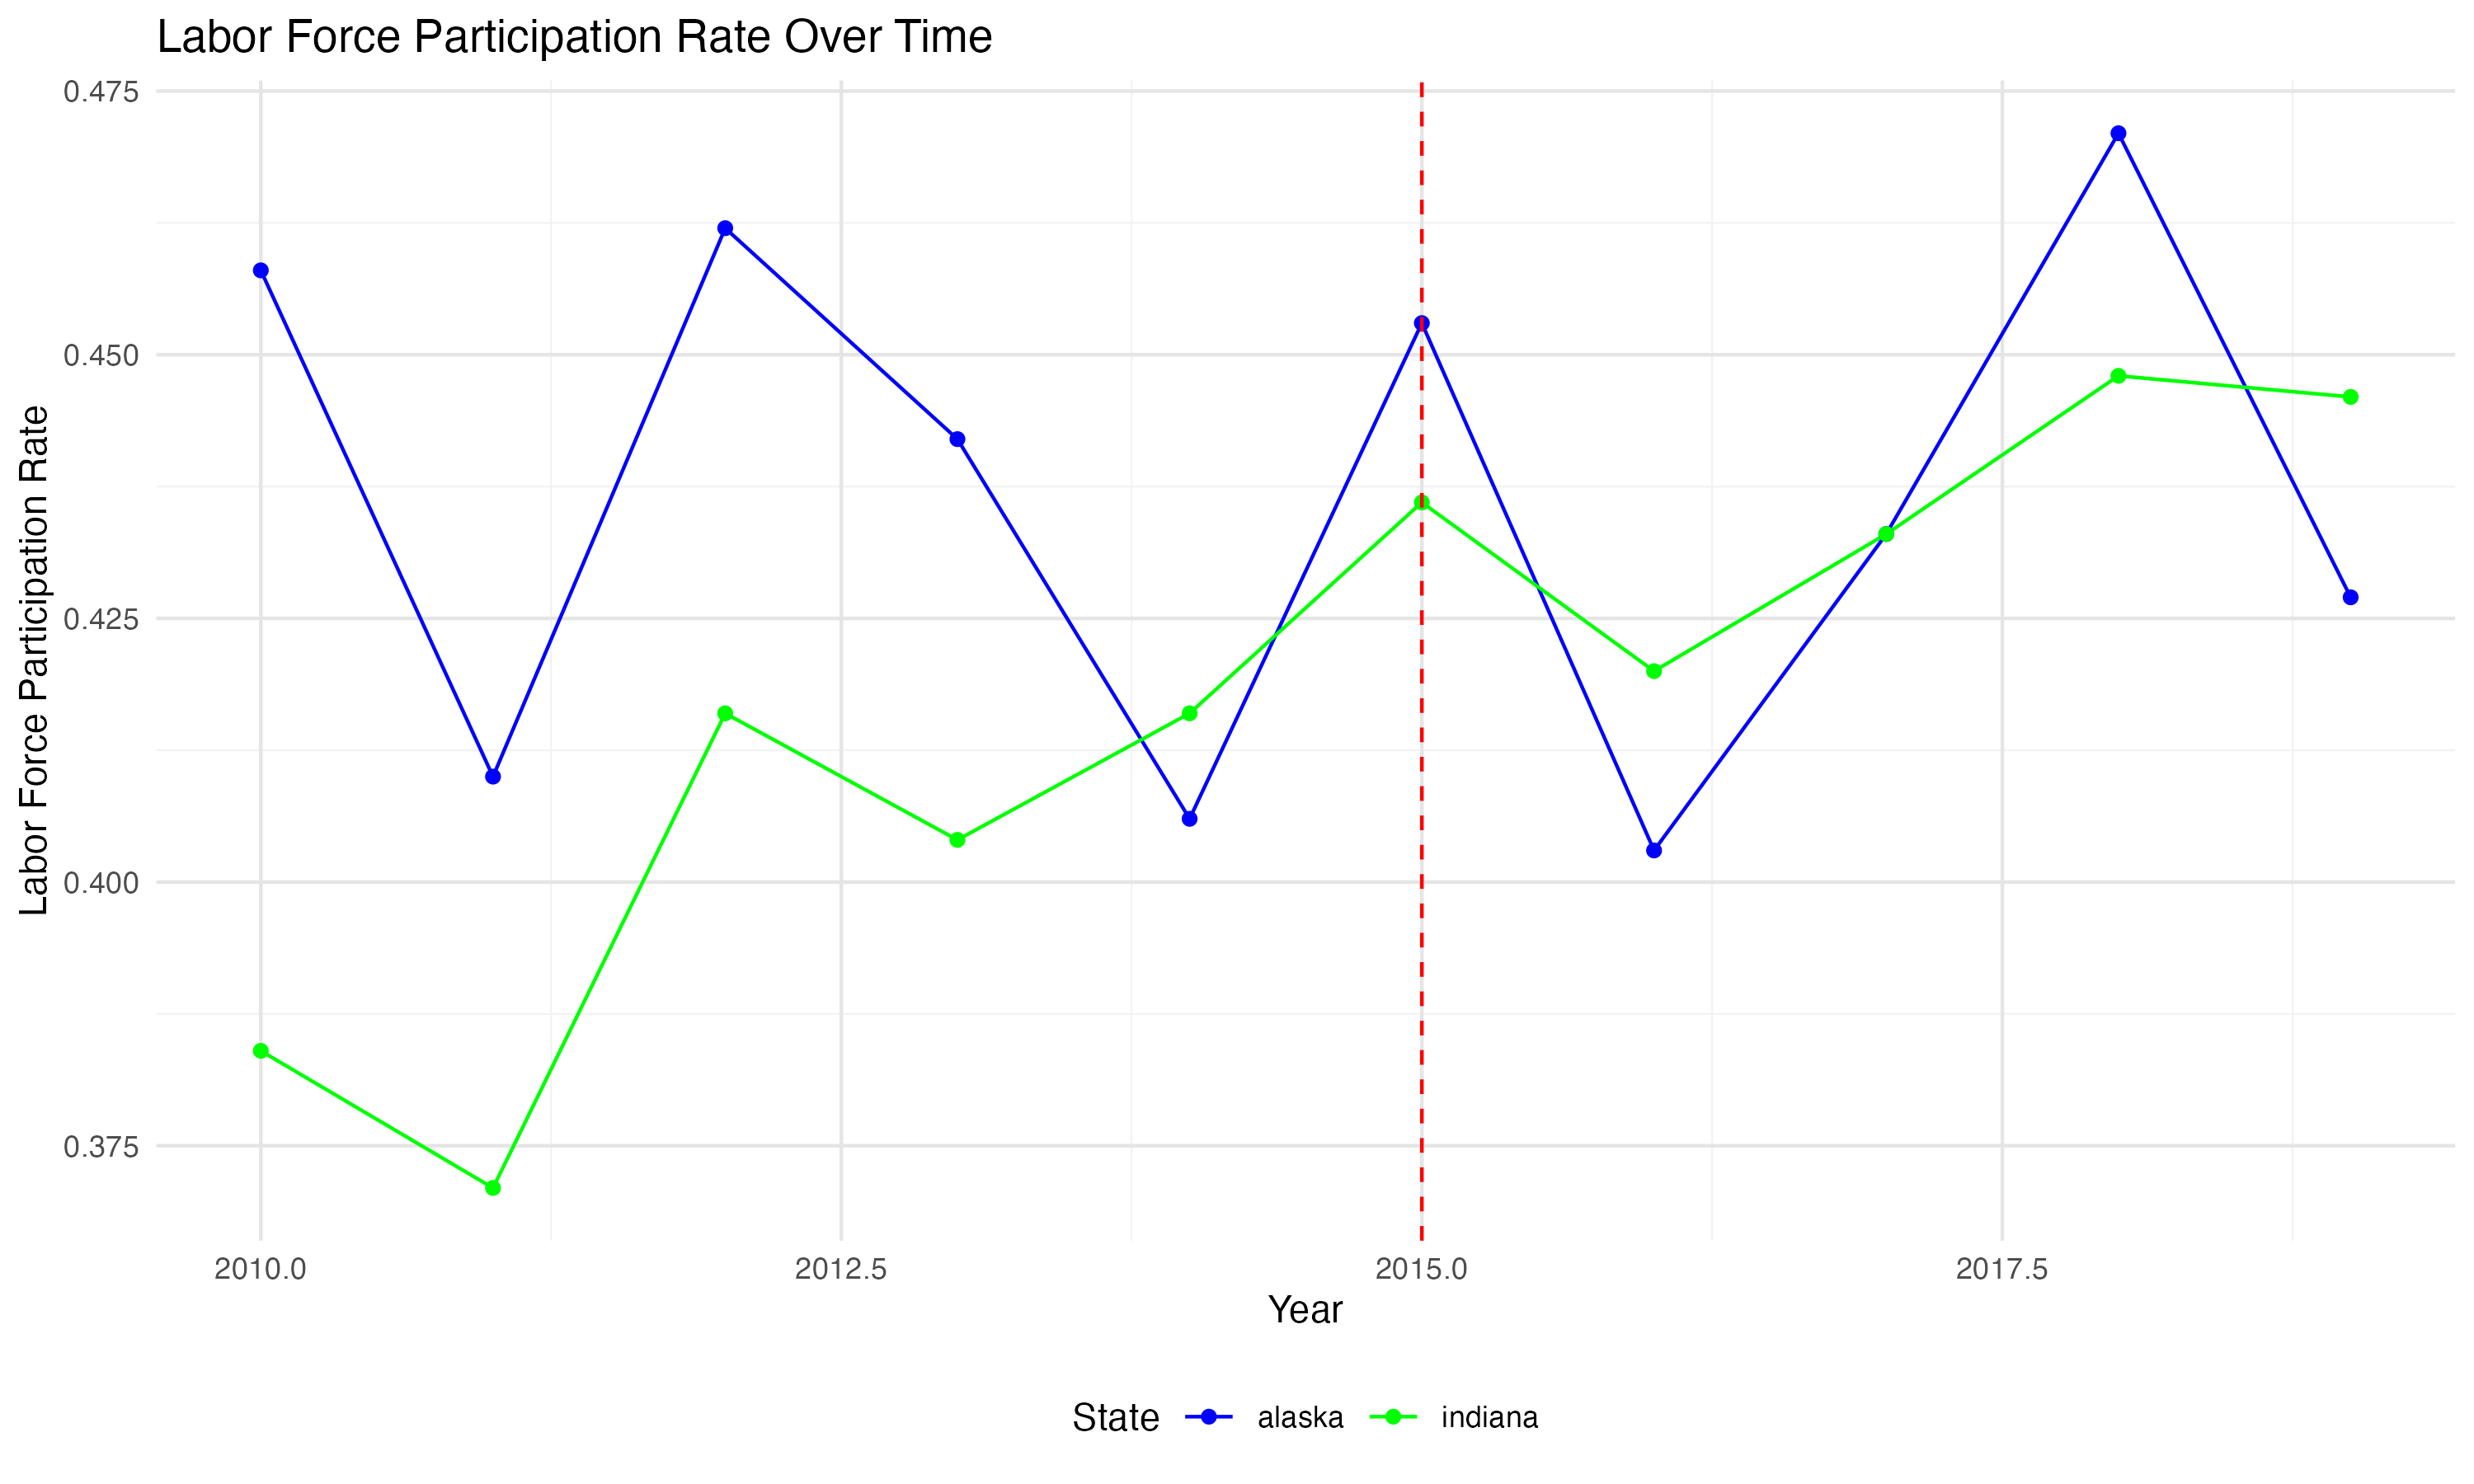 Labor Force Participation Rate Over Time
Labor Force Participation Rate
0.475
0.450
0.425
0.400
0.375
2010.0 2012.5 2015.0 2017.5
Year
State alaska indiana